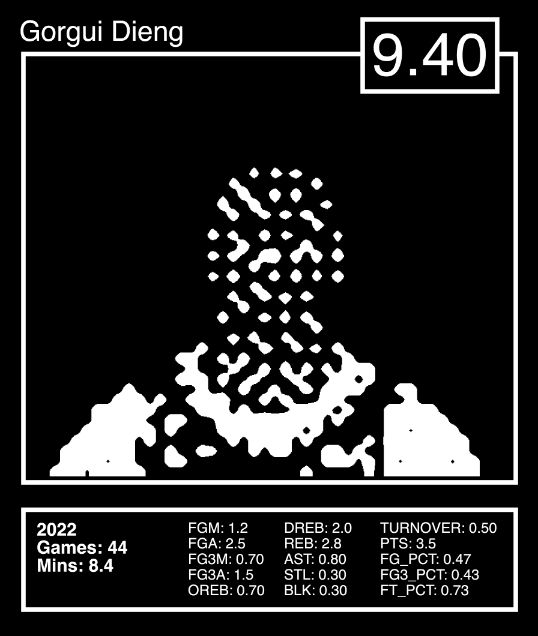 Gorgui Dieng
9.40
2022
Games: 44
Mins: 8.4
FGM: 1.2
FGA: 2.5
FG3M: 0.70
FG3A: 1.5
OREB: 0.70
DREB: 2.0
REB: 2.8
AST: 0.80
STL: 0.30
BLK: 0.30
TURNOVER: 0.50
PTS: 3.5
FG_PCT: 0.47
FG3_PCT: 0.43
FT_PCT: 0.73